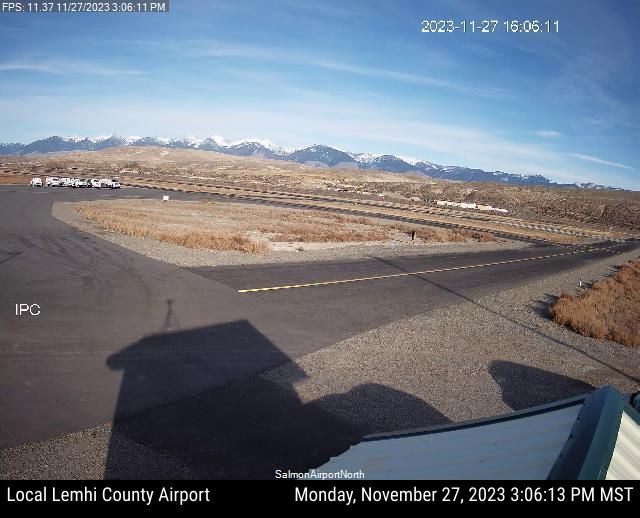 FPS: 11.37 11/27/2023 3:06:11 PM
2023-11-27 16:06:11
IPC
SalmonAirportNorth
Local Lemhi County Airport
Monday, November 27, 2023 3:06:13 PM MST